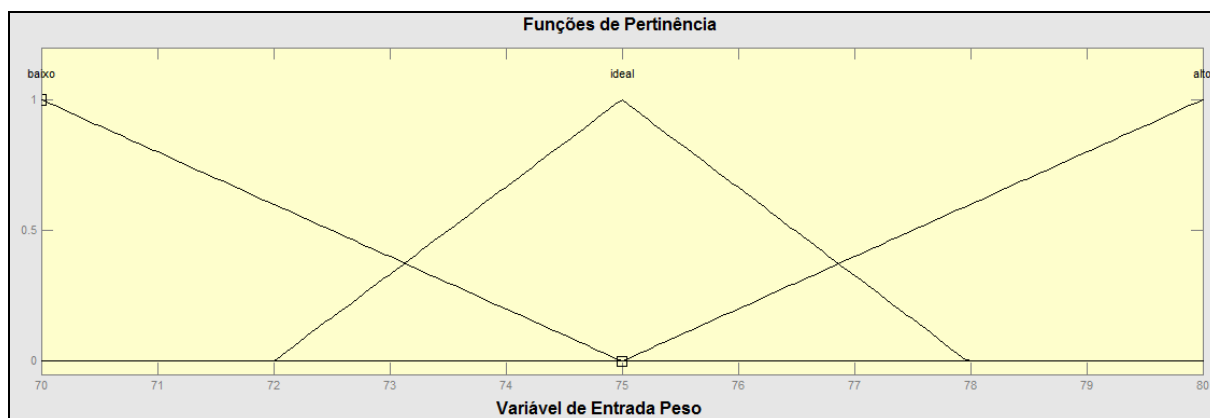 Funções de Pertinência
baixo ideal alto
1
0.5
0
70 71 72 73 74 75 76 77 78 79 80
Variável de Entrada Peso